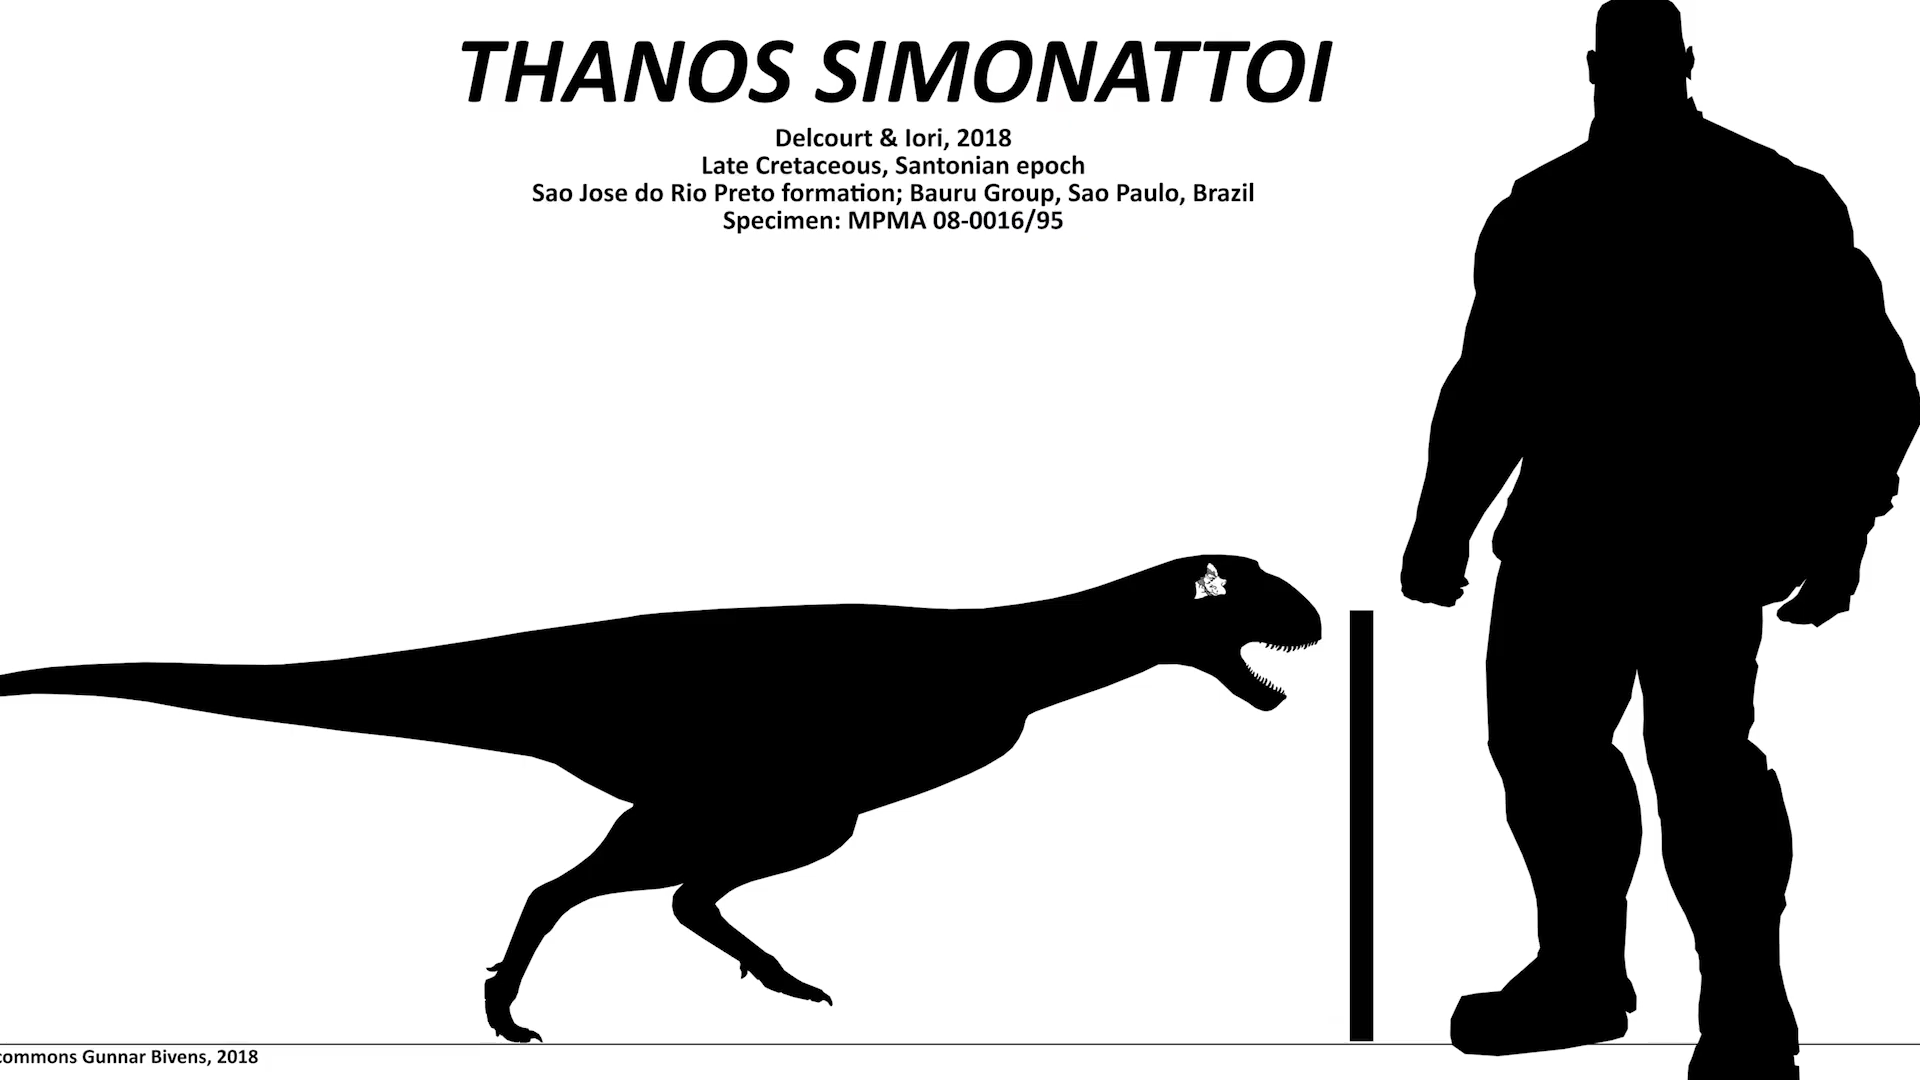 THANOS SIMONATTOI
Delcourt & Iori, 2018
Late Cretaceous, Santonian epoch
Sao Jose do Rio Preto formation; Bauru Group, Sao Paulo, Brazil
Specimen: MPMA 08-0016/95
commons Gunnar Bivens, 2018